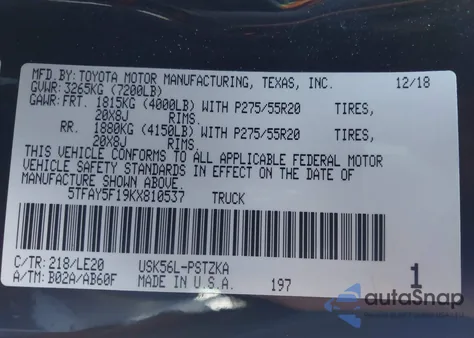 MFD.BY:TOYOTA MOTOR MANUFACTURING, TEXAS, INC. 12/18
GVWR:3265KG (7200LB)
GAWR:FRT. 1815KG (4000LB) WITH P275/55R20 TIRES,
20X8J RIMS.
RR. 1880KG (4150LB) WITH P275/55R20 TIRES,
20X8J RIMS.
THIS VEHICLE CONFORMS TO ALL APPLICABLE FEDERAL MOTOR
VEHICLE SAFETY STANDARDS IN EFFECT ON THE DATE OF
MANUFACTURE SHOWN ABOVE.
5TFAY5F19KX810537 TRUCK
C/TR:218/LE20 USK56L-PSTZKA 1
A/TM:B02A/AB60F MADE IN U.S.A. 197
autoSnap